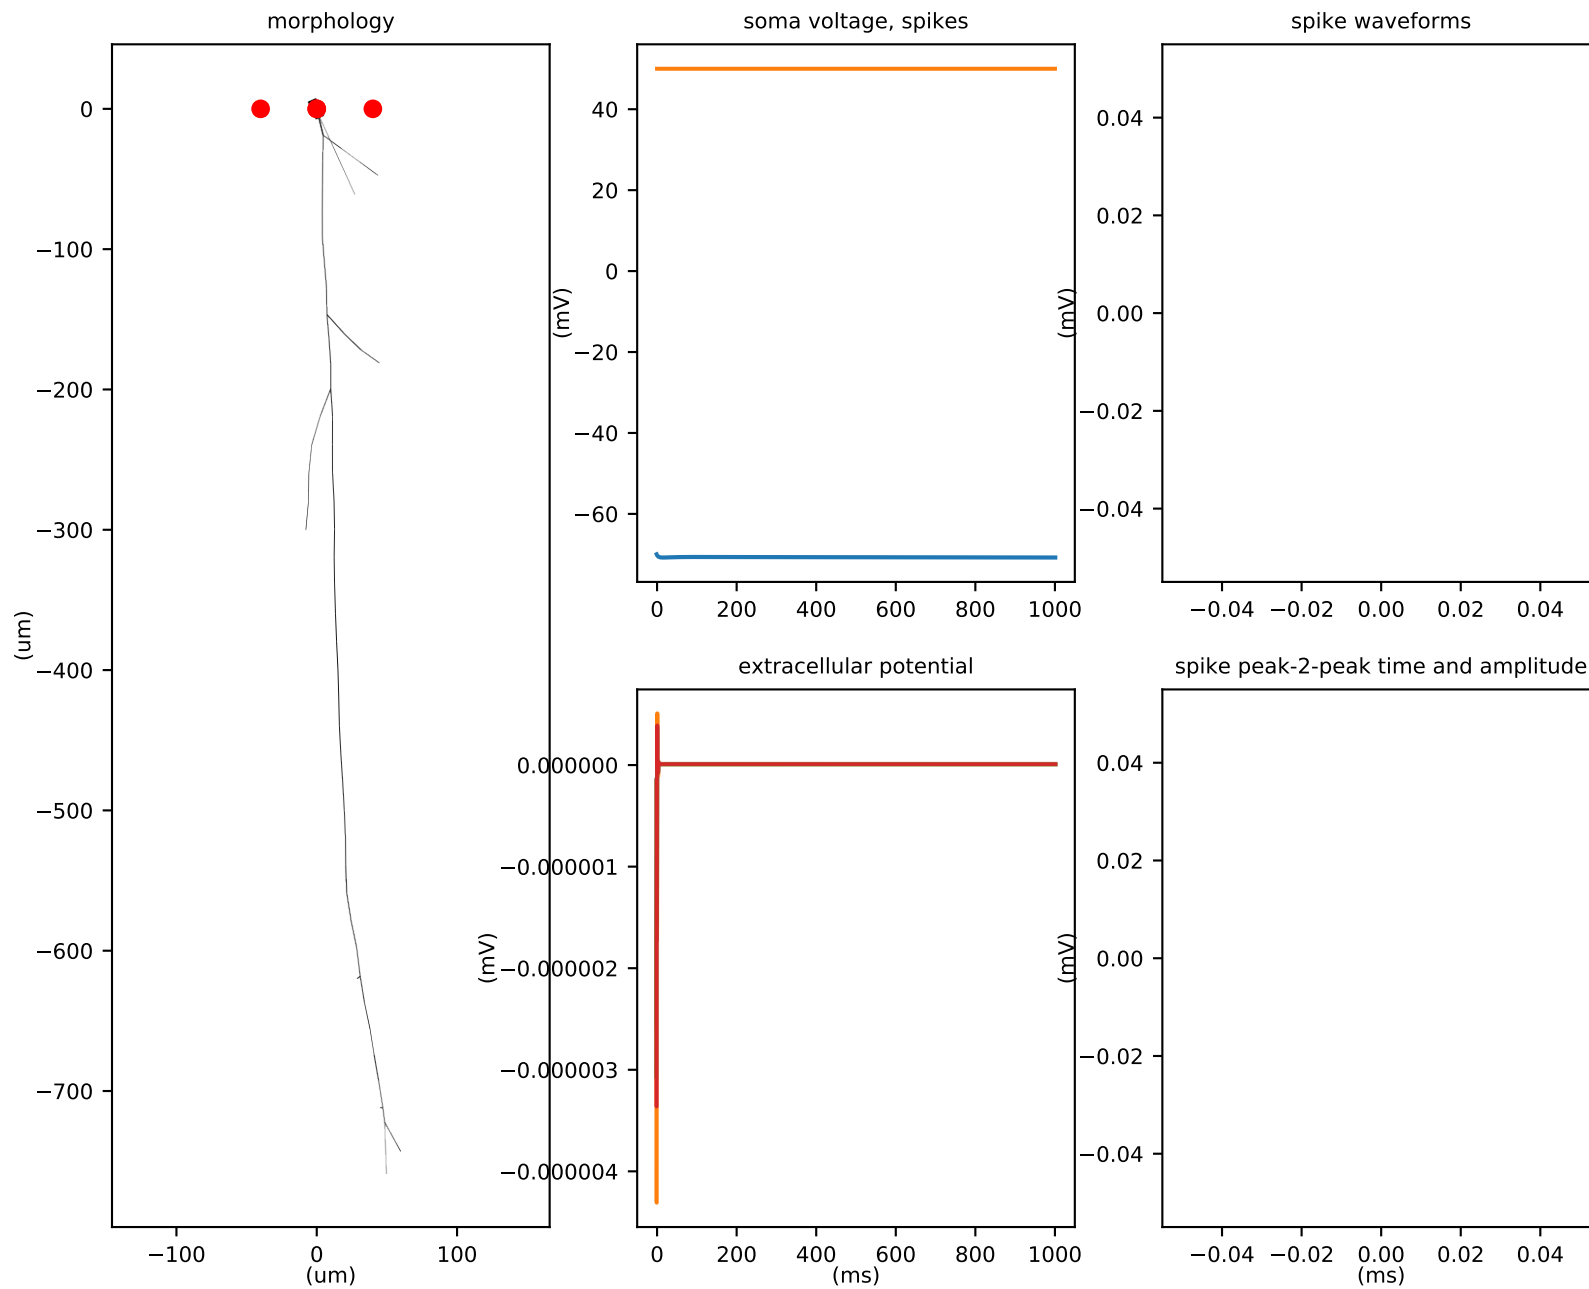 morphology
0
−100
−200
−300
−400
−500
−600
−700
(um)
−100 0 100
(um)
soma voltage, spikes
40
20
0
−20
−40
−60
(mV)
0 200 400 600 800 1000
spike waveforms
0.04
0.02
0.00
−0.02
−0.04
(mV)
−0.04 −0.02 0.00 0.02 0.04
extracellular potential
0.000000
−0.000001
−0.000002
−0.000003
−0.000004
(mV)
0 200 400 600 800 1000
(ms)
spike peak-2-peak time and amplitude
0.04
0.02
0.00
−0.02
−0.04
(mV)
−0.04 −0.02 0.00 0.02 0.04
(ms)